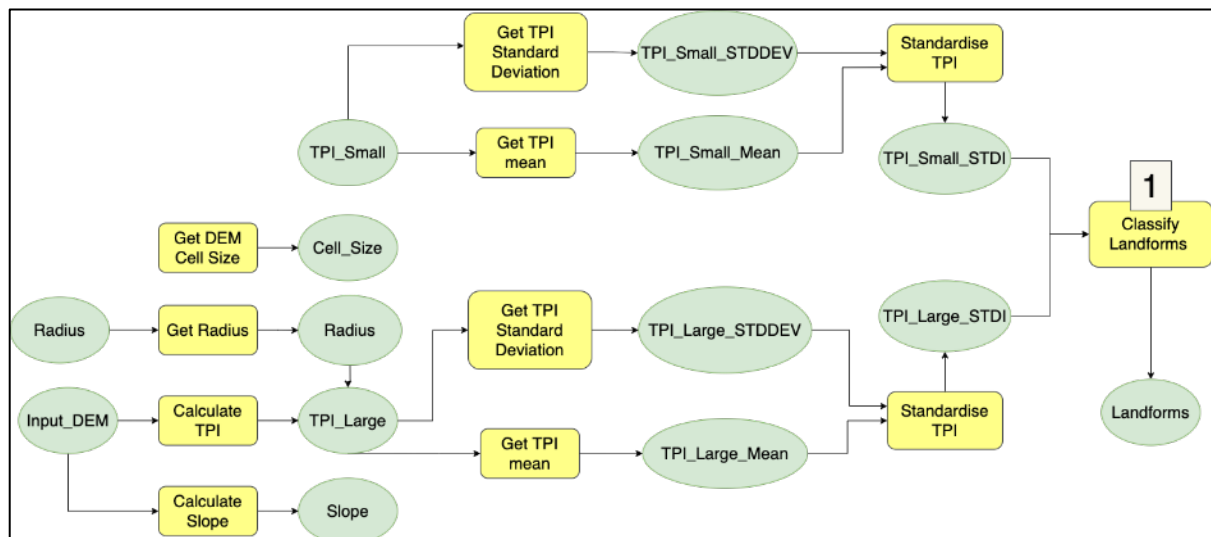 Get TPI
Standard
Deviation
TPI_Small_STDDEV
Standardise
TPI
TPI_Small
Get TPI
mean
TPI_Small_Mean
TPI_Small_STDI
1
Classify
Landforms
Get DEM
Cell Size
Cell_Size
Radius
Get Radius
Radius
Get TPI
Standard
Deviation
TPI_Large_STDDEV
TPI_Large_STDI
Input_DEM
Calculate
TPI
TPI_Large
Standardise
TPI
Landforms
Get TPI
mean
TPI_Large_Mean
Calculate
Slope
Slope